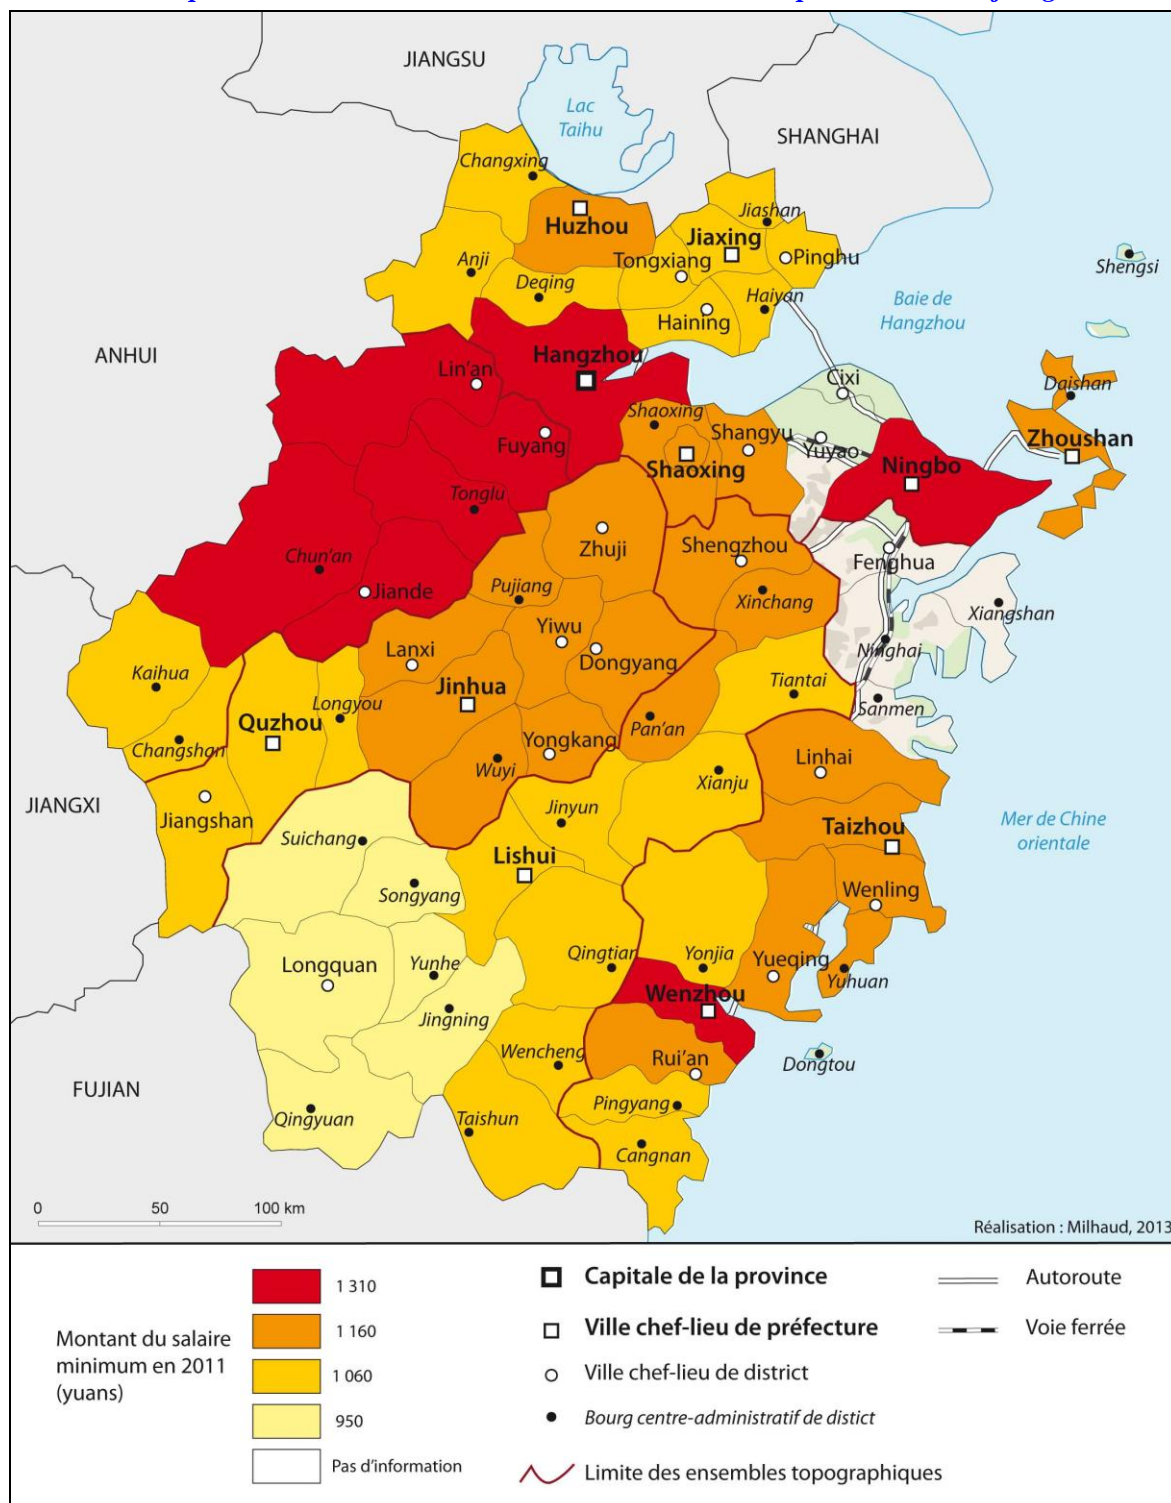 JIANGSU
Lac
Taihu
SHANGHAI
Changxing
Huzhou
Jiashan
Jiaxing
Anji
Tongxiang
Pinghu
Deqing
Haiyan
Shengsi
Haining
Baie de
Hangzhou
ANHUI
Hangzhou
Lin'an
Cixi
Daishan
Shaoxing
Fuyang
Shangyu
Yuyao
Zhoushan
Shaoxing
Ningbo
Tonglu
Zhuji
Shengzhou
Fenghua
Chun'an
Jiande
Pujiang
Xinchang
Xiangshan
Yiwu
Lanxi
Dongyang
Ninghai
Kaihua
Jinhua
Tiantai
Longyou
Sanmen
Quzhou
Pan'an
Changshan
Yongkang
Wuyi
Linhai
Xianju
JIANGXI
Jiangshan
Jinyun
Mer de Chine
orientale
Taizhou
Suichang
Lishui
Songyang
Wenling
Qingtian
Yonjia
Longquan
Yunhe
Yueqing
Yuhuan
Wenzhou
Jingning
Wencheng
Rui'an
Dongtou
FUJIAN
Pingyang
Qingyuan
Taishun
Cangnan
0 50 100 km
Réalisation : Milhaud, 2013
Montant du salaire
minimum en 2011
(yuans)
1 310
1 160
1 060
950
Pas d'information
Capitale de la province
Ville chef-lieu de préfecture
Ville chef-lieu de district
Bourg centre-administratif de distict
Limite des ensembles topographiques
Autoroute
Voie ferrée